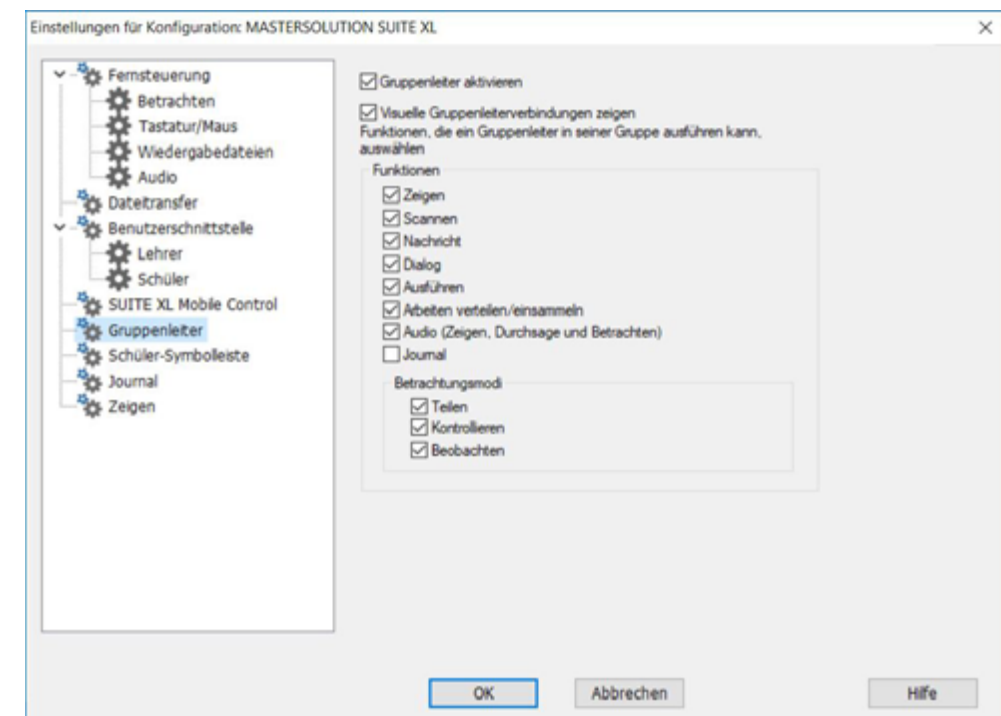 Einstellungen für Konfiguration: MASTERSOLUTION SUITE XL
Fernsteuerung
Betrachten
Tastatur/Maus
Wiedergabedateien
Audio
Dateitransfer
Benutzerschnittstelle
Lehrer
Schüler
SUITE XL Mobile Control
Gruppenleiter
Schüler-Symbolleiste
Journal
Zeigen
Gruppenleiter aktivieren
Visuelle Gruppenleiterverbindungen zeigen
Funktionen, die ein Gruppenleiter in seiner Gruppe ausführen kann,
auswählen
Funktionen
Zeigen
Scannen
Nachricht
Dialog
Ausführen
Arbeiten verteilen/einsammeln
Audio (Zeigen, Durchsage und Betrachten)
Journal
Betrachtungsmodi
Teilen
Kontrollieren
Beobachten
OK
Abbrechen
Hilfe